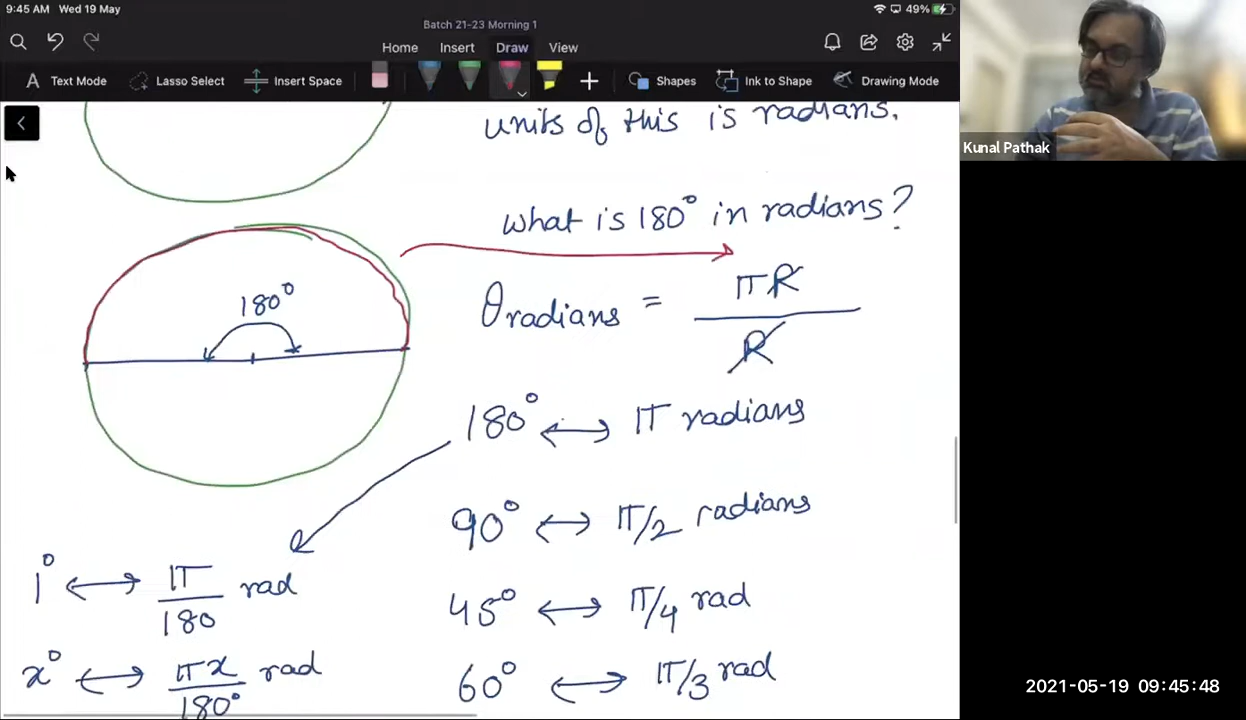 9:45 AM Wed 19 May
49%
Batch 21-23 Morning 1
Home Insert Draw View
Text Mode Lasso Select Insert Space Shapes Ink to Shape Drawing Mode
Kunal Pathak
units of this is radians.
What is 180° in radians?
180°
θradians = πR
R
180° ↔ π radians
90° ↔ π/2 radians
1° ↔ π/180 rad
45° ↔ π/4 rad
x° ↔ πx/180° rad
60° ↔ π/3 rad
2021-05-19 09:45:48